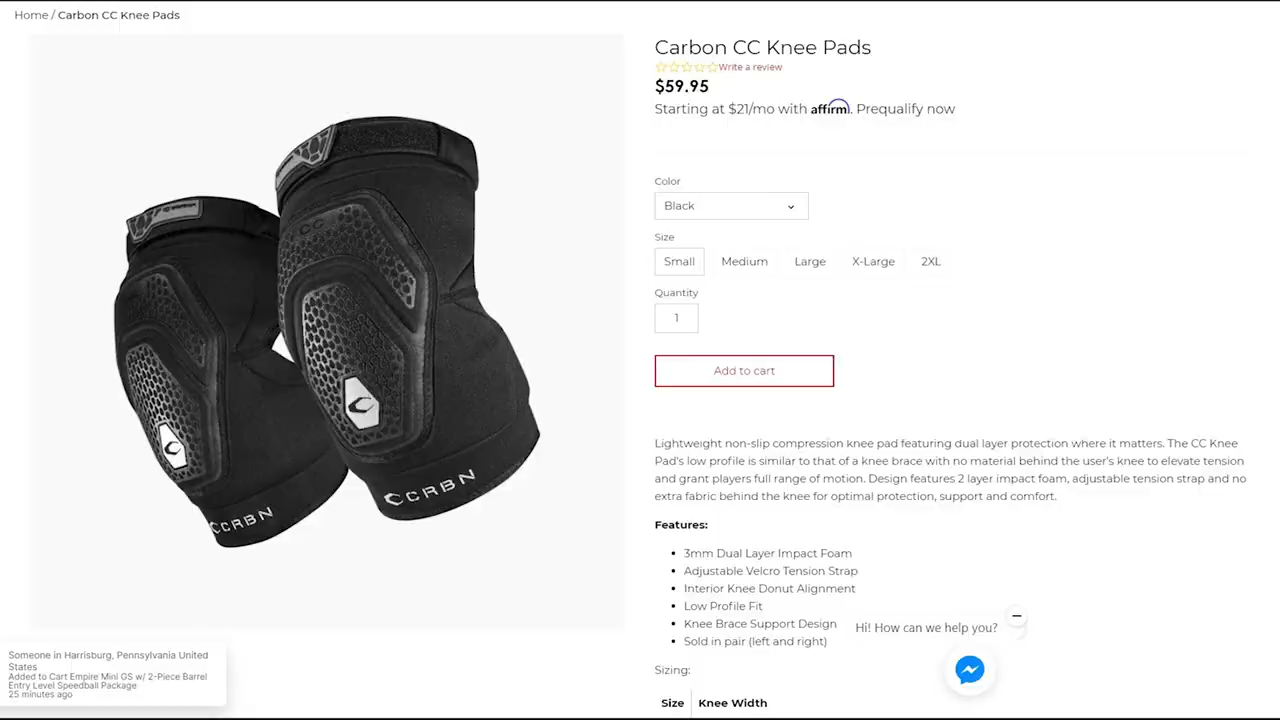 Home / Carbon CC Knee Pads
Carbon CC Knee Pads
Write a review
$59.95
Starting at $21/mo with affirm. Prequalify now
Color
Black
Size
Small Medium Large X-Large 2XL
Quantity
1
Add to cart
Lightweight non-slip compression knee pad featuring dual layer protection where it matters. The CC Knee
Pad's low profile is similar to that of a knee brace with no material behind the user's knee to elevate tension
and grant players full range of motion. Design features 2 layer impact foam, adjustable tension strap and no
extra fabric behind the knee for optimal protection, support and comfort.
Features:
3mm Dual Layer Impact Foam
Adjustable Velcro Tension Strap
Interior Knee Donut Alignment
Low Profile Fit
Knee Brace Support Design
Sold in pair (left and right)
Sizing:
Size Knee Width
Hi! How can we help you?
CC
CRBN
CRBN
Someone in Harrisburg, Pennsylvania United
States
Added to Cart Empire Mini GS w/ 2-Piece Barrel
Entry Level Speedball Package
25 minutes ago